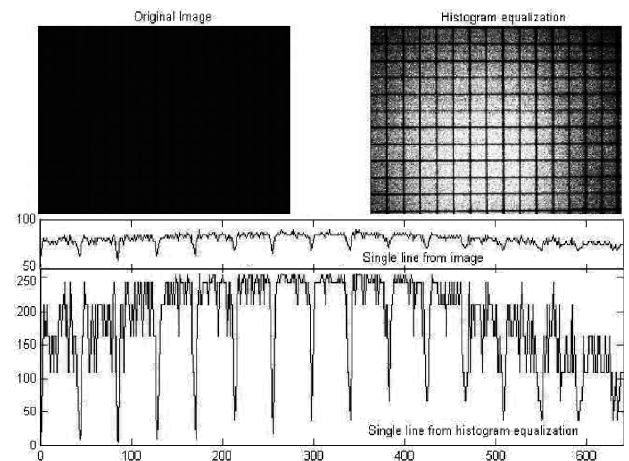 Original Image
Histogram equalization
100
50
Single line from image
250
200
150
100
50
0
Single line from histogram equalization
0 100 200 300 400 500 600